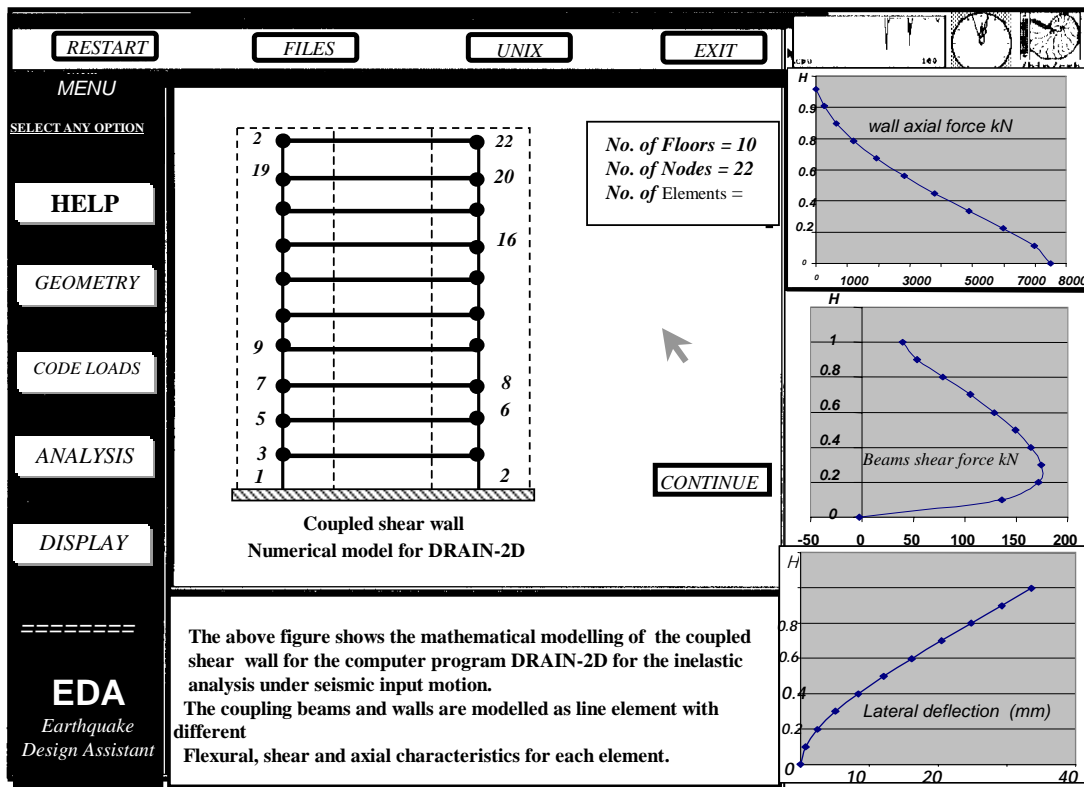 RESTART
FILES
UNIX
EXIT
MENU
SELECT ANY OPTION
HELP
GEOMETRY
CODE LOADS
ANALYSIS
DISPLAY
========
EDA
Earthquake
Design Assistant
2
22
19
20
16
9
7
8
5
6
3
1
2
Coupled shear wall
Numerical model for DRAIN-2D
No. of Floors = 10
No. of Nodes = 22
No. of Elements =
CONTINUE
The above figure shows the mathematical modelling of the coupled
shear wall for the computer program DRAIN-2D for the inelastic
analysis under seismic input motion.
The coupling beams and walls are modelled as line element with
different
Flexural, shear and axial characteristics for each element.
cpu
100
H
0.9
0.8
0.6
0.4
0.2
0
wall axial force kN
0
1000
3000
4000
5000
7000
8000
H
1
0.8
0.6
0.4
0.2
0
Beams shear force kN
-50
0
50
100
150
200
H
0.8
0.6
0.4
0.2
0
Lateral deflection (mm)
10
20
40